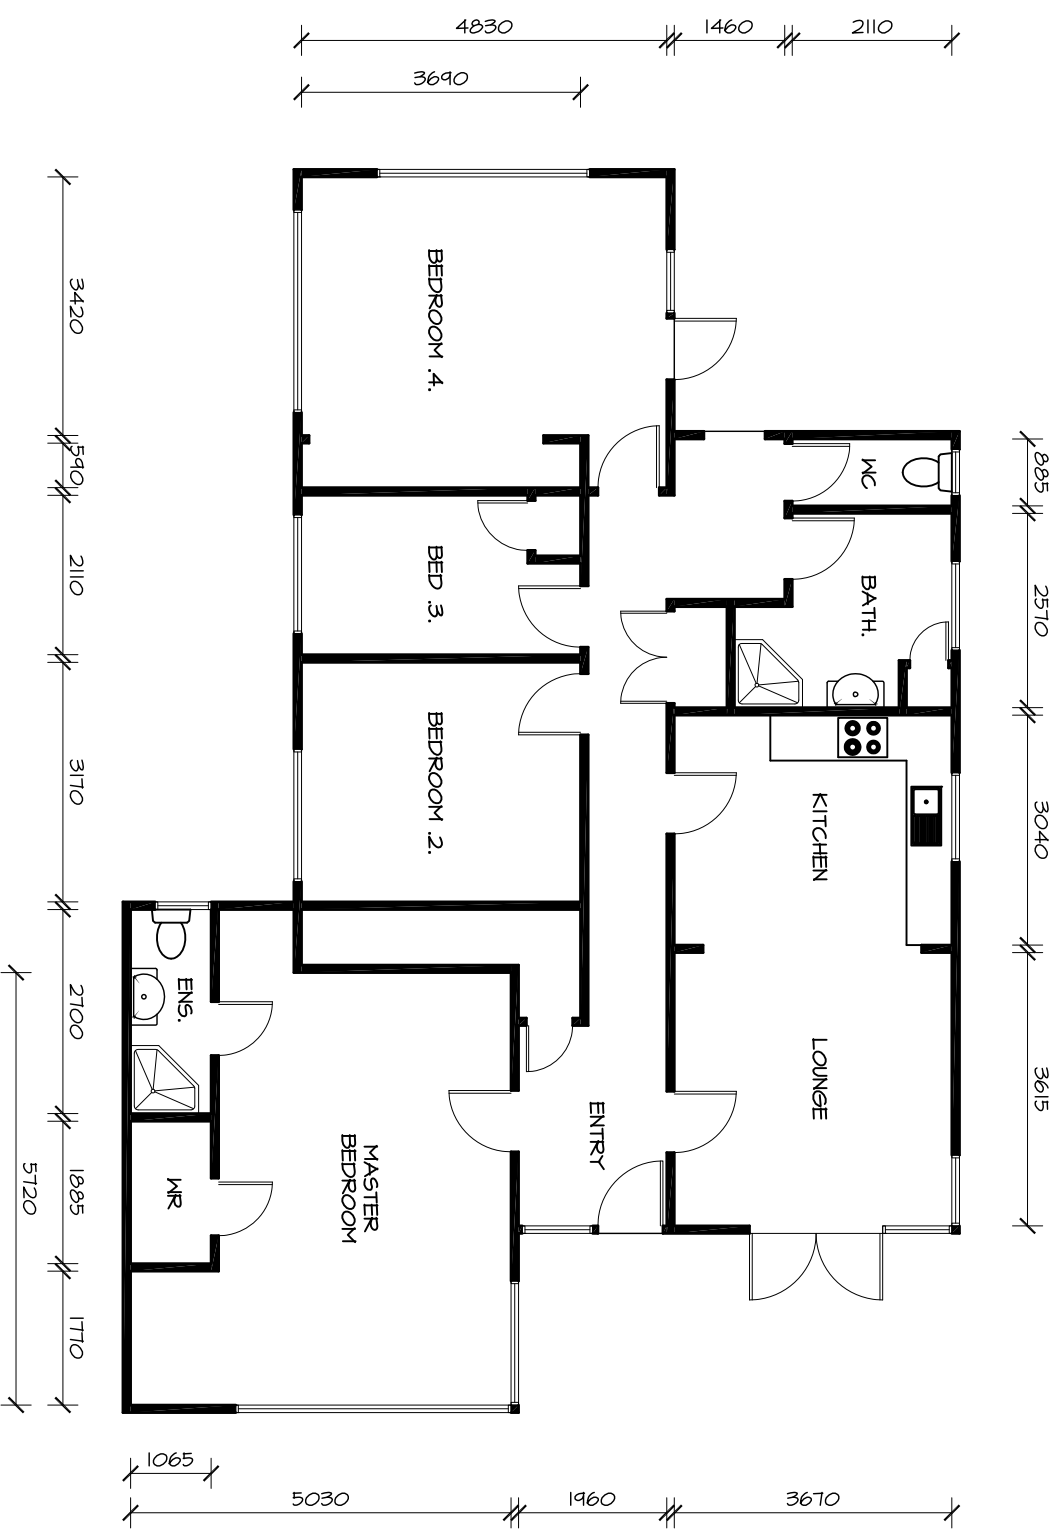 4830
1460
2110
3690
3420
590
2110
3170
2700
1885
1770
5720
885
2570
3040
3615
BEDROOM .4.
WC
BED .3.
BATH.
BEDROOM .2.
KITCHEN
ENS.
LOUNGE
ENTRY
MASTER
BEDROOM
WR
1065
5030
1960
3670